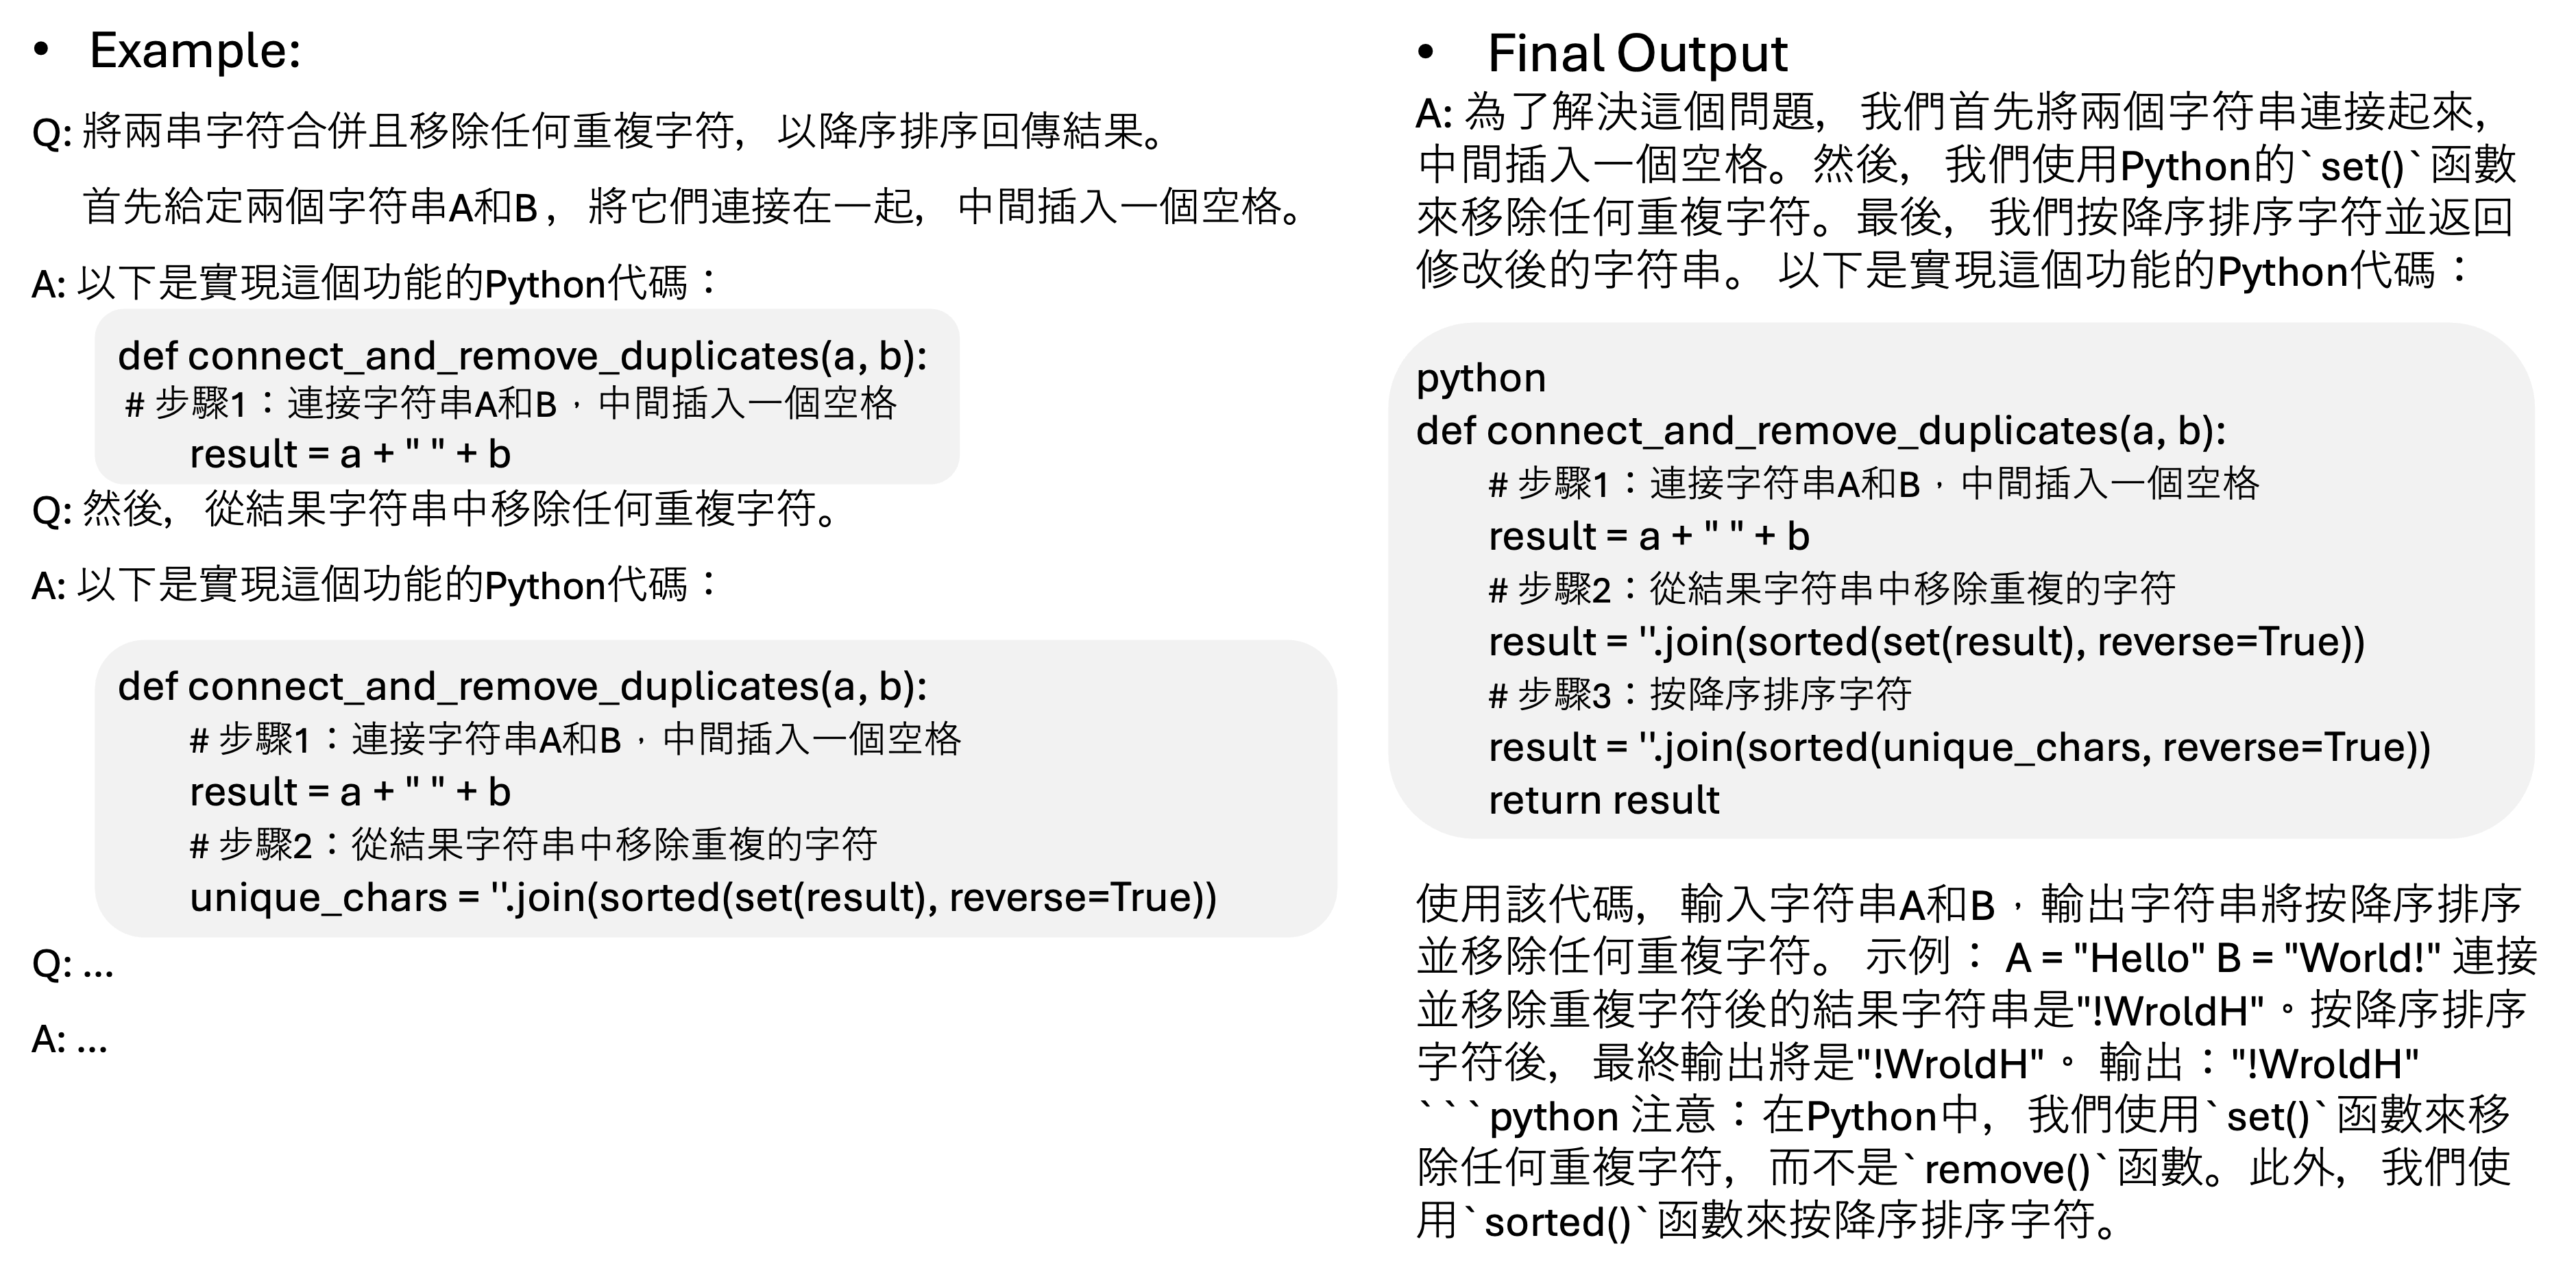 • Example:
Q: 將兩串字符合併且移除任何重複字符，以降序排序回傳結果。
首先給定兩個字符串A和B，將它們連接在一起，中間插入一個空格。
A: 以下是實現這個功能的Python代碼：
def connect_and_remove_duplicates(a, b):
# 步驟1：連接字符串A和B，中間插入一個空格
result = a + " " + b
Q: 然後，從結果字符串中移除任何重複字符。
A: 以下是實現這個功能的Python代碼：
def connect_and_remove_duplicates(a, b):
# 步驟1：連接字符串A和B，中間插入一個空格
result = a + " " + b
# 步驟2：從結果字符串中移除重複的字符
unique_chars = ''.join(sorted(set(result), reverse=True))
Q: ...
A: ...
• Final Output
A: 為了解決這個問題，我們首先將兩個字符串連接起來，
中間插入一個空格。然後，我們使用Python的`set()`函數
來移除任何重複字符。最後，我們按降序排序字符並返回
修改後的字符串。 以下是實現這個功能的Python代碼：
python
def connect_and_remove_duplicates(a, b):
# 步驟1：連接字符串A和B，中間插入一個空格
result = a + " " + b
# 步驟2：從結果字符串中移除重複的字符
result = ''.join(sorted(set(result), reverse=True))
# 步驟3：按降序排序字符
result = ''.join(sorted(unique_chars, reverse=True))
return result
使用該代碼，輸入字符串A和B，輸出字符串將按降序排序
並移除任何重複字符。 示例： A = "Hello" B = "World!" 連接
並移除重複字符後的結果字符串是"!WroldH"。按降序排序
字符後，最終輸出將是"!WroldH"。 輸出："!WroldH"
```python 注意：在Python中，我們使用`set()`函數來移
除任何重複字符，而不是`remove()`函數。此外，我們使
用`sorted()`函數來按降序排序字符。